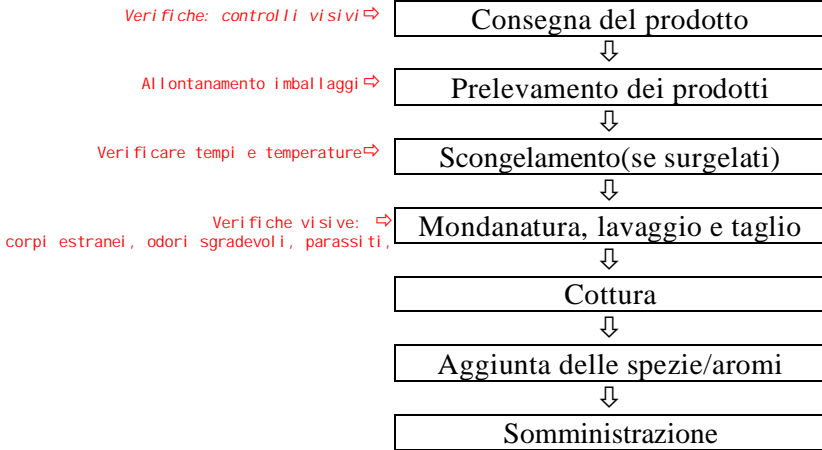 Verifiche: controlli visivi⇨ Consegna del prodotto
⇩
Allontanamento imballaggi⇨ Prelevamento dei prodotti
⇩
Verificare tempi e temperature⇨ Scongelamento(se surgelati)
⇩
Verifiche visive: ⇨
corpi estranei, odori sgradevoli, parassiti,
Mondanatura, lavaggio e taglio
⇩
Cottura
⇩
Aggiunta delle spezie/aromi
⇩
Somministrazione